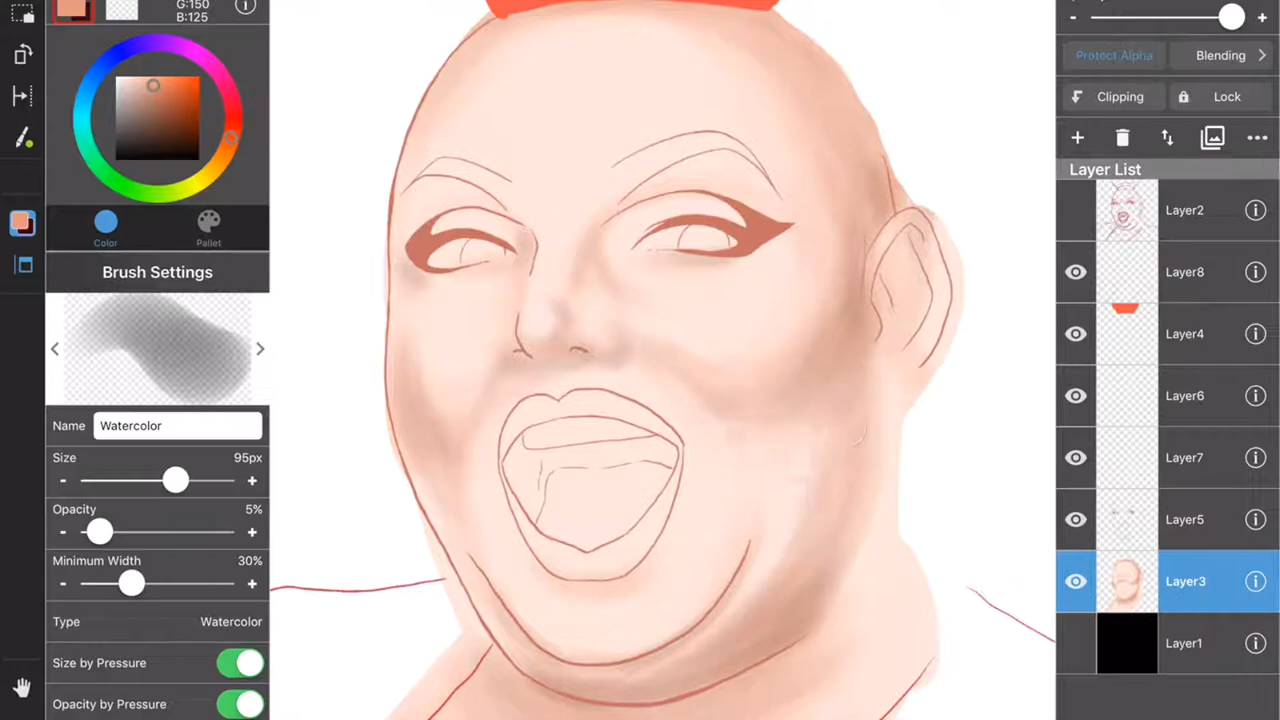 G:150
B:125
Color
Pallet
Brush Settings
Name
Watercolor
Size
95px
-
+
Opacity
5%
-
+
Minimum Width
30%
-
+
Type
Watercolor
Size by Pressure
Opacity by Pressure
-
+
Protect Alpha
Blending
Clipping
Lock
Layer List
Layer2
Layer8
Layer4
Layer6
Layer7
Layer5
Layer3
Layer1